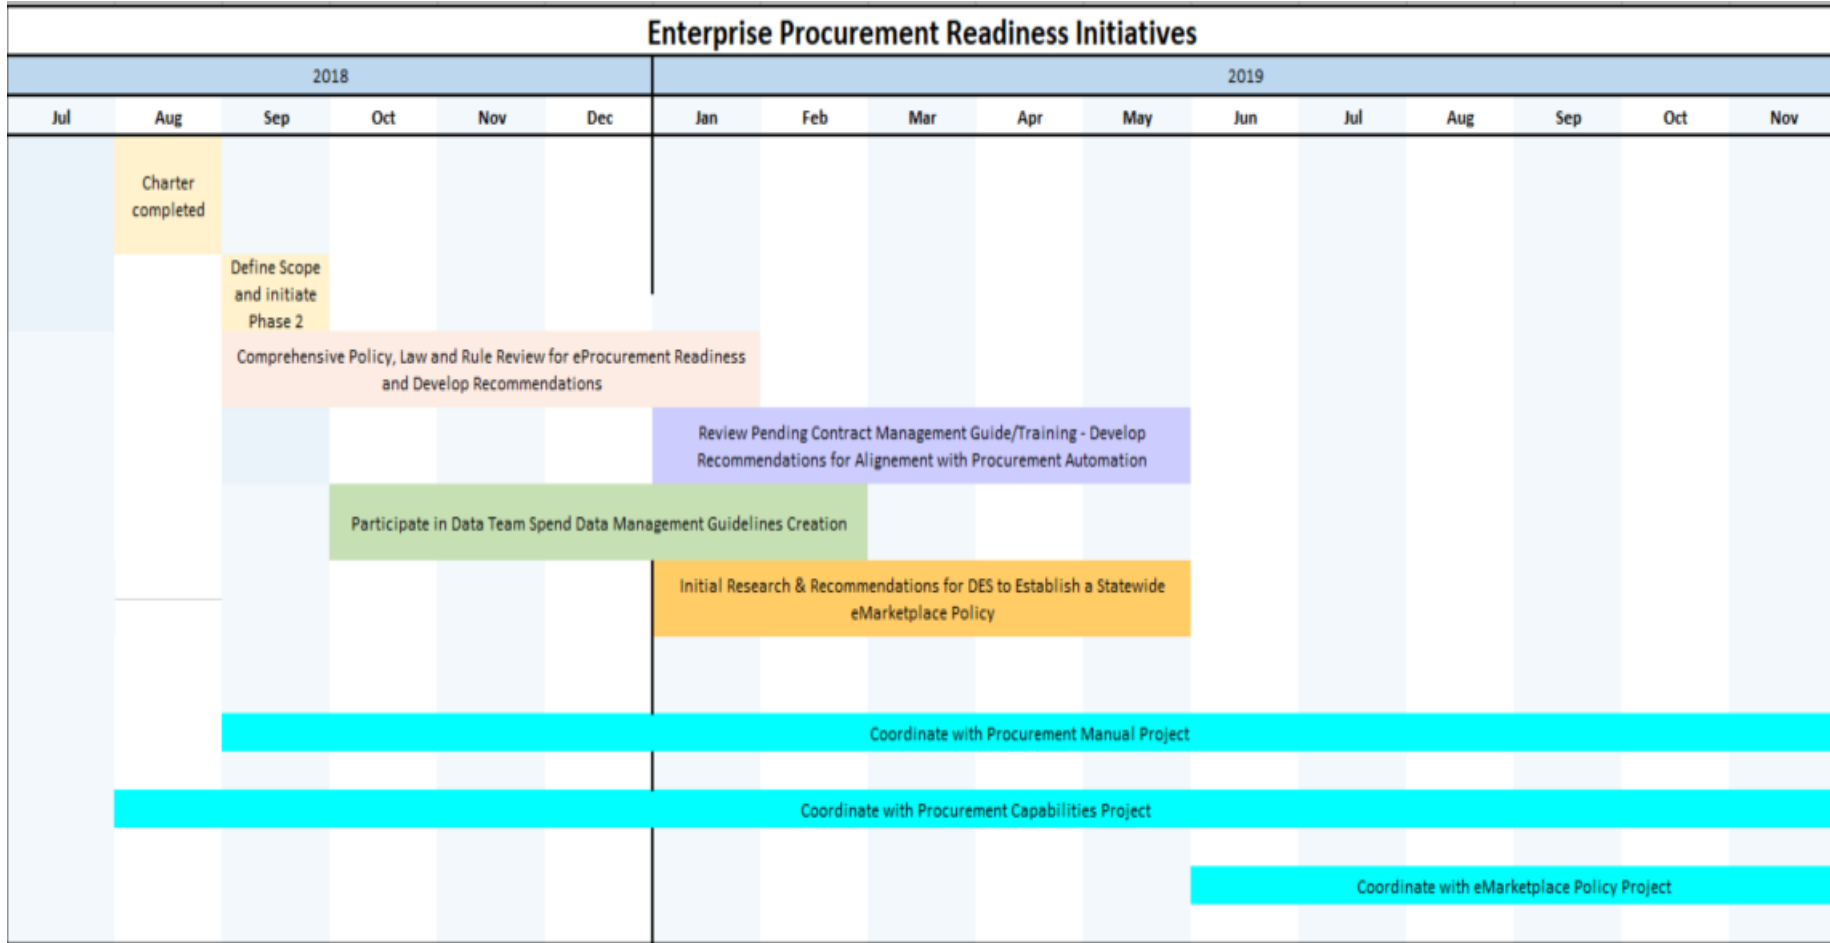 Enterprise Procurement Readiness Initiatives
2018 2019
Jul Aug Sep Oct Nov Dec Jan Feb Mar Apr May Jun Jul Aug Sep Oct Nov
Charter
completed
Define Scope
and initiate
Phase 2
Comprehensive Policy, Law and Rule Review for eProcurement Readiness
and Develop Recommendations
Review Pending Contract Management Guide/Training - Develop
Recommendations for Alignement with Procurement Automation
Participate in Data Team Spend Data Management Guidelines Creation
Initial Research & Recommendations for DES to Establish a Statewide
eMarketplace Policy
Coordinate with Procurement Manual Project
Coordinate with Procurement Capabilities Project
Coordinate with eMarketplace Policy Project